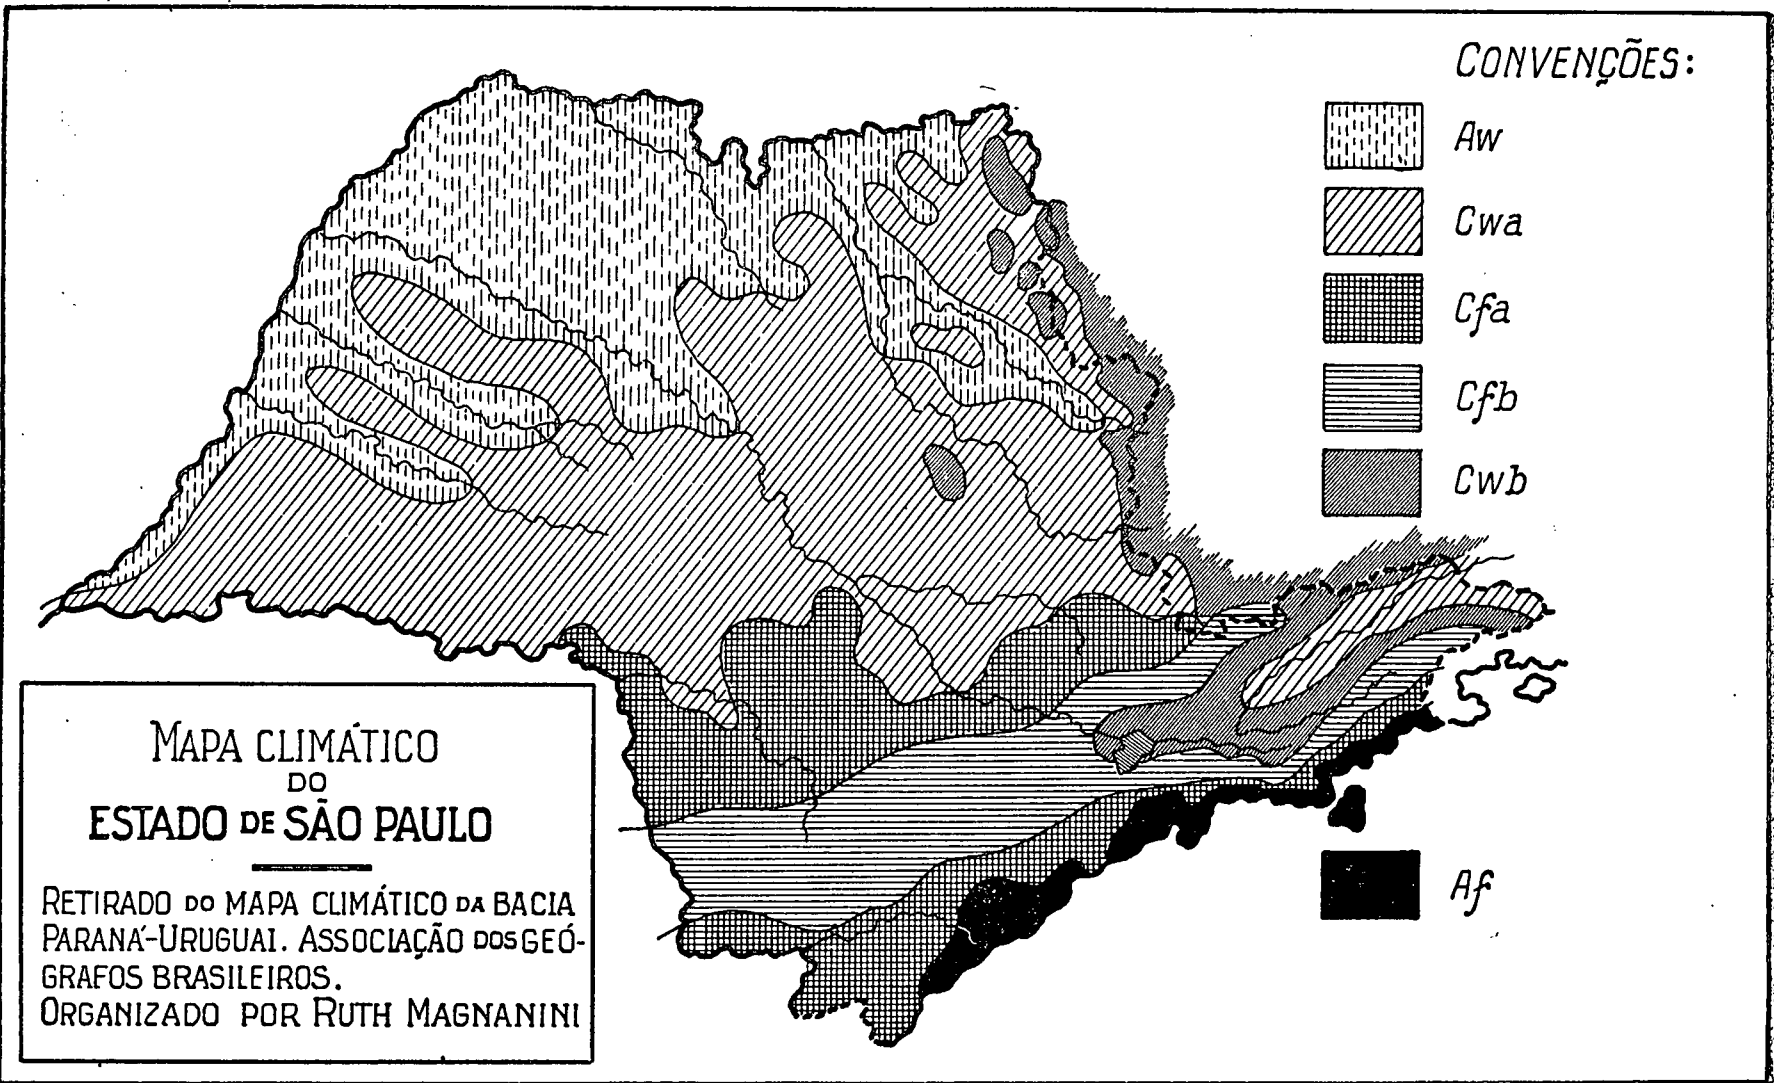 CONVENÇÕES:
Aw
Cwa
Cfa
Cfb
Cwb
Af
MAPA CLIMÁTICO
DO
ESTADO DE SÃO PAULO
RETIRADO DO MAPA CLIMÁTICO DA BACIA
PARANÁ-URUGUAI. ASSOCIAÇÃO DOS GEÓ-
GRAFOS BRASILEIROS.
ORGANIZADO POR RUTH MAGNANINI